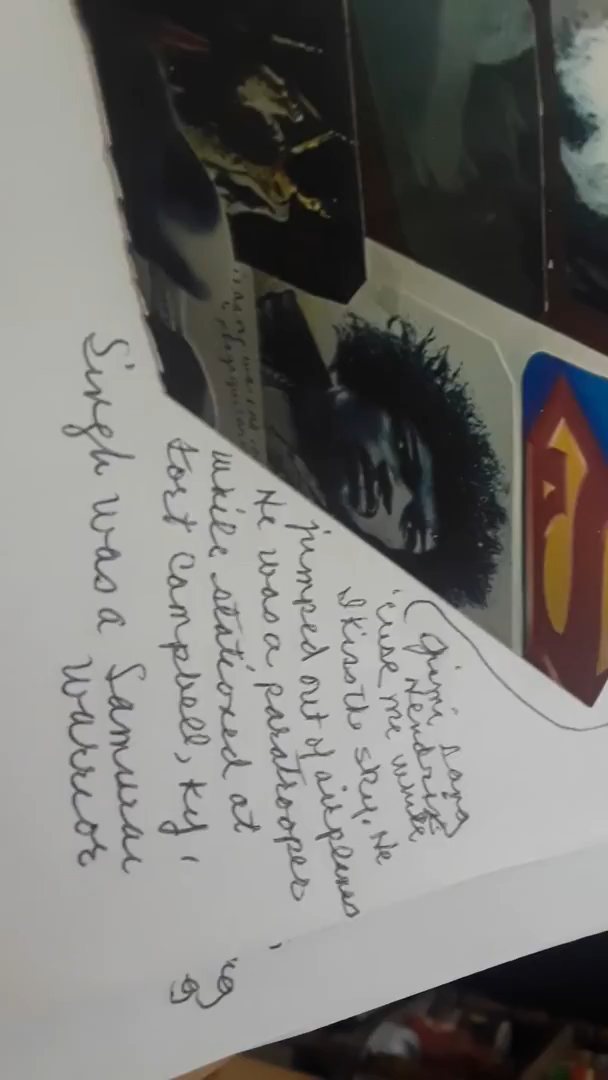 Jimi sang
Hendrix
'cuse me while
I kiss the sky. He
jumped out of airplanes
He was a paratrooper
while stationed at
Fort Campbell, Ky,
Singh was a Samurai
Warrior